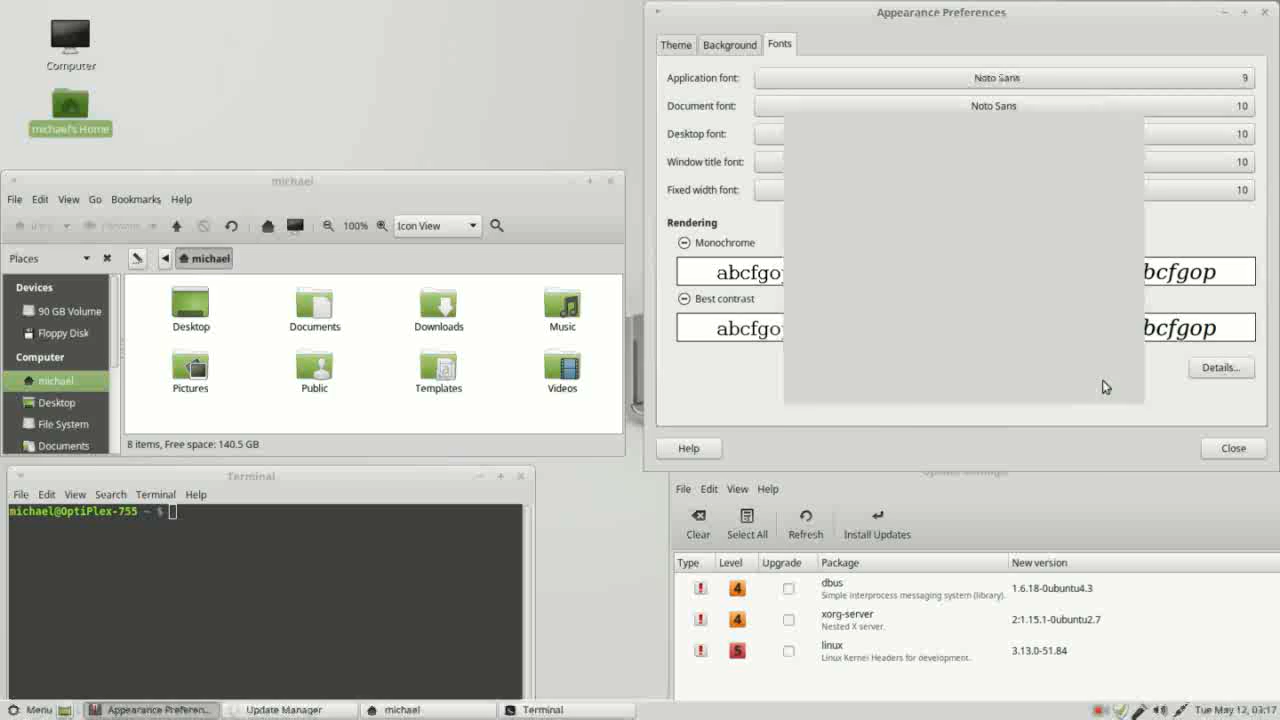 Computer
michael's Home
Appearance Preferences
Theme
Background
Fonts
Application font:
Noto Sans
9
Document font:
Noto Sans
10
Desktop font:
10
Window title font:
10
Fixed width font:
10
Rendering
Monochrome
abcfgop
bcfgop
Best contrast
abcfgop
bcfgop
Details...
Help
Close
michael
File Edit View Go Bookmarks Help
100%
Icon View
Places
michael
Devices
90 GB Volume
Floppy Disk
Computer
michael
Desktop
File System
Documents
Desktop
Documents
Downloads
Music
Pictures
Public
Templates
Videos
8 items, Free space: 140.5 GB
Terminal
File Edit View Search Terminal Help
michael@OptiPlex-755 ~ $
File Edit View Help
Clear
Select All
Refresh
Install Updates
Type Level Upgrade Package New version
4
dbus
Simple interprocess messaging system (library).
1.6.18-0ubuntu4.3
4
xorg-server
Nested X server.
2:1.15.1-0ubuntu2.7
5
linux
Linux Kernel Headers for development.
3.13.0-51.84
Menu
Appearance Preferen...
Update Manager
michael
Terminal
Tue May 12, 03:17